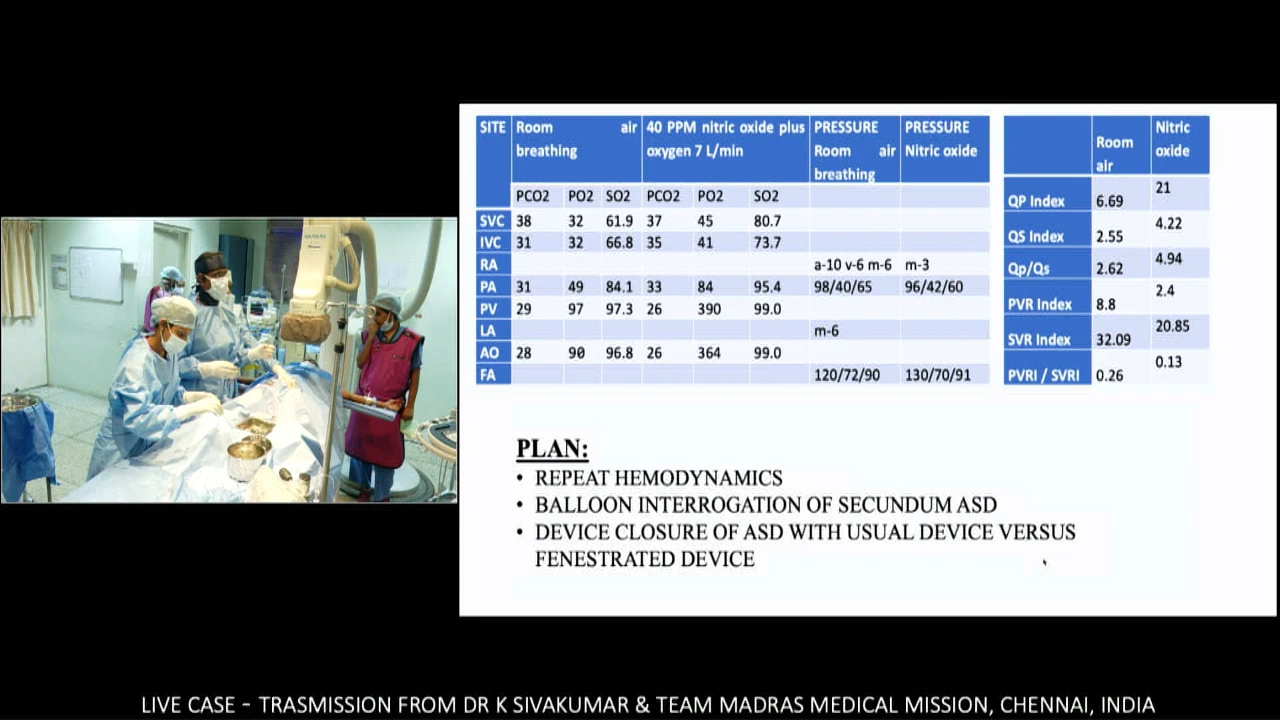 SITE Room air breathing 40 PPM nitric oxide plus oxygen 7 L/min PRESSURE Room air breathing PRESSURE Nitric oxide
PCO2 PO2 SO2 PCO2 PO2 SO2
SVC 38 32 61.9 37 45 80.7
IVC 31 32 66.8 35 41 73.7
RA a-10 v-6 m-6 m-3
PA 31 49 84.1 33 84 95.4 98/40/65 96/42/60
PV 29 97 97.3 26 390 99.0
LA m-6
AO 28 90 96.8 26 364 99.0
FA 120/72/90 130/70/91
Room air Nitric oxide
QP Index 6.69 21
QS Index 2.55 4.22
Qp/Qs 2.62 4.94
PVR Index 8.8 2.4
SVR Index 32.09 20.85
PVRI / SVRI 0.26 0.13
PLAN:
• REPEAT HEMODYNAMICS
• BALLOON INTERROGATION OF SECUNDUM ASD
• DEVICE CLOSURE OF ASD WITH USUAL DEVICE VERSUS
FENESTRATED DEVICE
LIVE CASE - TRASMISSION FROM DR K SIVAKUMAR & TEAM MADRAS MEDICAL MISSION, CHENNAI, INDIA